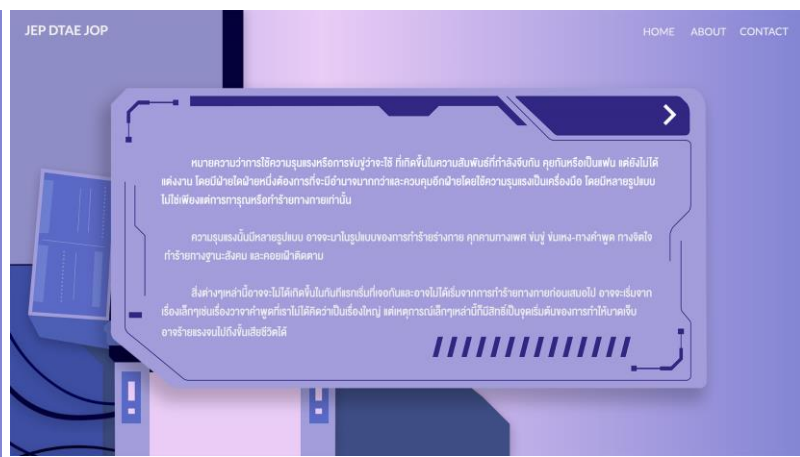 JEP DTAE JOP
HOME ABOUT CONTACT
หมายความว่าการใช้ความรุนแรงหรือการข่มขู่ว่าจะใช้ ที่เกิดขึ้นในความสัมพันธ์ที่กำลังจีบกัน คุยกันหรือเป็นแฟน แต่ยังไม่ได้
แต่งงาน โดยมีฝ่ายใดฝ่ายหนึ่งต้องการที่จะมีอำนาจมากกว่าและควบคุมอีกฝ่ายโดยใช้ความรุนแรงเป็นเครื่องมือ โดยมีหลายรูปแบบ
ไม่ใช่เพียงแต่การทารุณหรือทำร้ายทางกายเท่านั้น
ความรุนแรงนั้นมีหลายรูปแบบ อาจจะมาในรูปแบบของการทำร้ายร่างกาย คุกคามทางเพศ ข่มขู่ ข่มเหง-ทางคำพูด ทางจิตใจ
ทำร้ายทางฐานะสังคม และคอยเฝ้าติดตาม
สิ่งต่างๆเหล่านี้อาจจะไม่ได้เกิดขึ้นในทันทีแรกเริ่มที่เจอกันและอาจไม่ได้เริ่มจากการทำร้ายทางกายก่อนเสมอไป อาจจะเริ่มจาก
เรื่องเล็กๆเช่นเรื่องวาจาคำพูดที่เราไม่ได้คิดว่าเป็นเรื่องใหญ่ แต่เหตุการณ์เล็กๆเหล่านี้ก็มีสิทธิ์เป็นจุดเริ่มต้นของการทำให้บาดเจ็บ
อาจร้ายแรงจนไปถึงขั้นเสียชีวิตได้